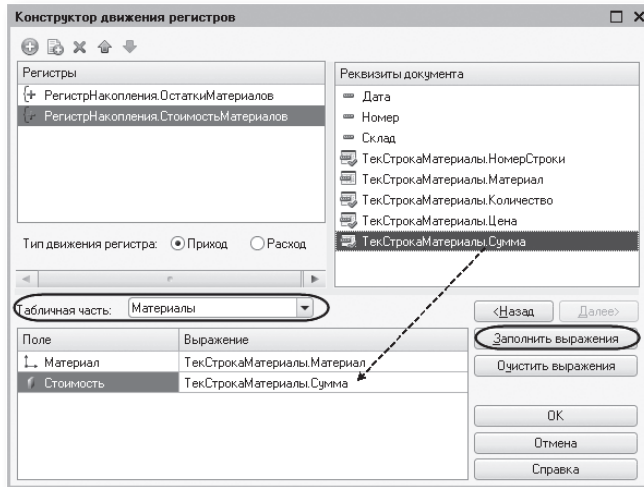 Конструктор движения регистров
Регистры
РегистрНакопления.ОстаткиМатериалов
РегистрНакопления.СтоимостьМатериалов
Тип движения регистра: Приход Расход
Реквизиты документа
Дата
Номер
Склад
ТекСтрокаМатериалы.НомерСтроки
ТекСтрокаМатериалы.Материал
ТекСтрокаМатериалы.Количество
ТекСтрокаМатериалы.Цена
ТекСтрокаМатериалы.Сумма
Табличная часть: Материалы
<Назад Далее>
Заполнить выражения
Очистить выражения
Поле Выражение
Материал ТекСтрокаМатериалы.Материал
Стоимость ТекСтрокаМатериалы.Сумма
OK
Отмена
Справка